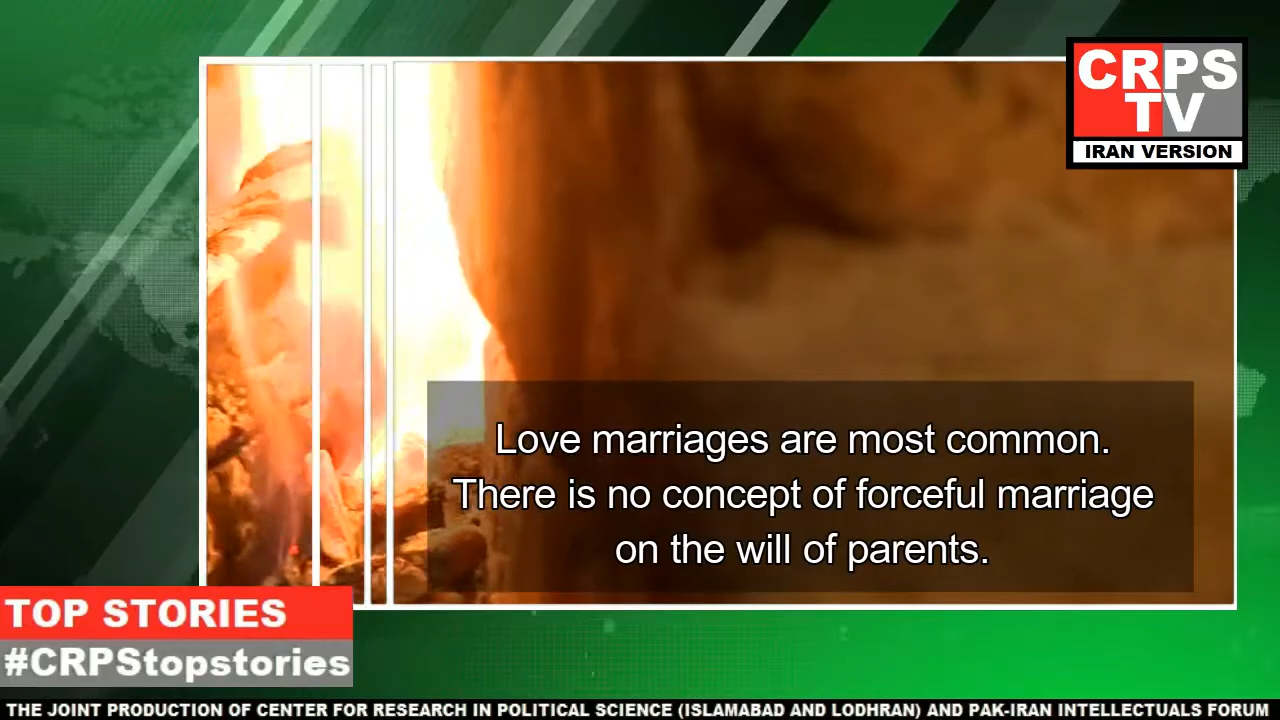 CRPS
TV
IRAN VERSION
Love marriages are most common.
There is no concept of forceful marriage
on the will of parents.
TOP STORIES
#CRPStopstories
THE JOINT PRODUCTION OF CENTER FOR RESEARCH IN POLITICAL SCIENCE (ISLAMABAD AND LODHRAN) AND PAK-IRAN INTELLECTUALS FORUM